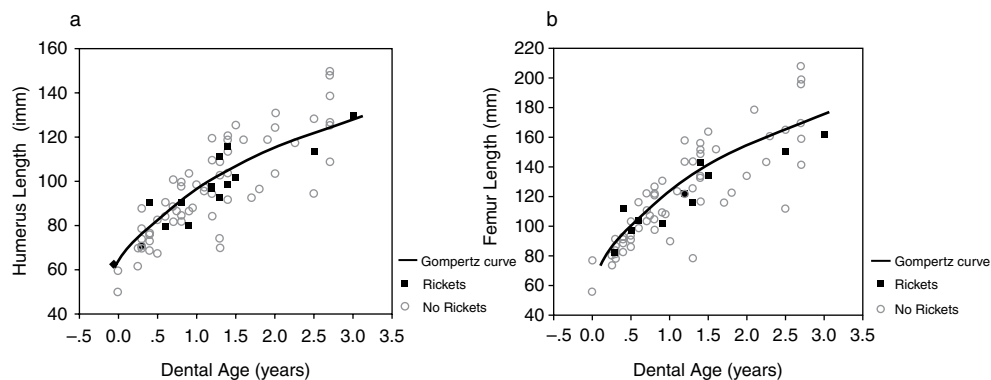 a
160
140
120
100
80
60
40
Humerus Length (imm)
–.5 0.0 .5 1.0 1.5 2.0 2.5 3.0 3.5
Dental Age (years)
Gompertz curve
Rickets
No Rickets
b
220
200
180
160
140
120
100
80
60
40
Femur Length (mm)
–.5 0.0 .5 1.0 1.5 2.0 2.5 3.0 3.5
Dental Age (years)
Gompertz curve
Rickets
No Rickets